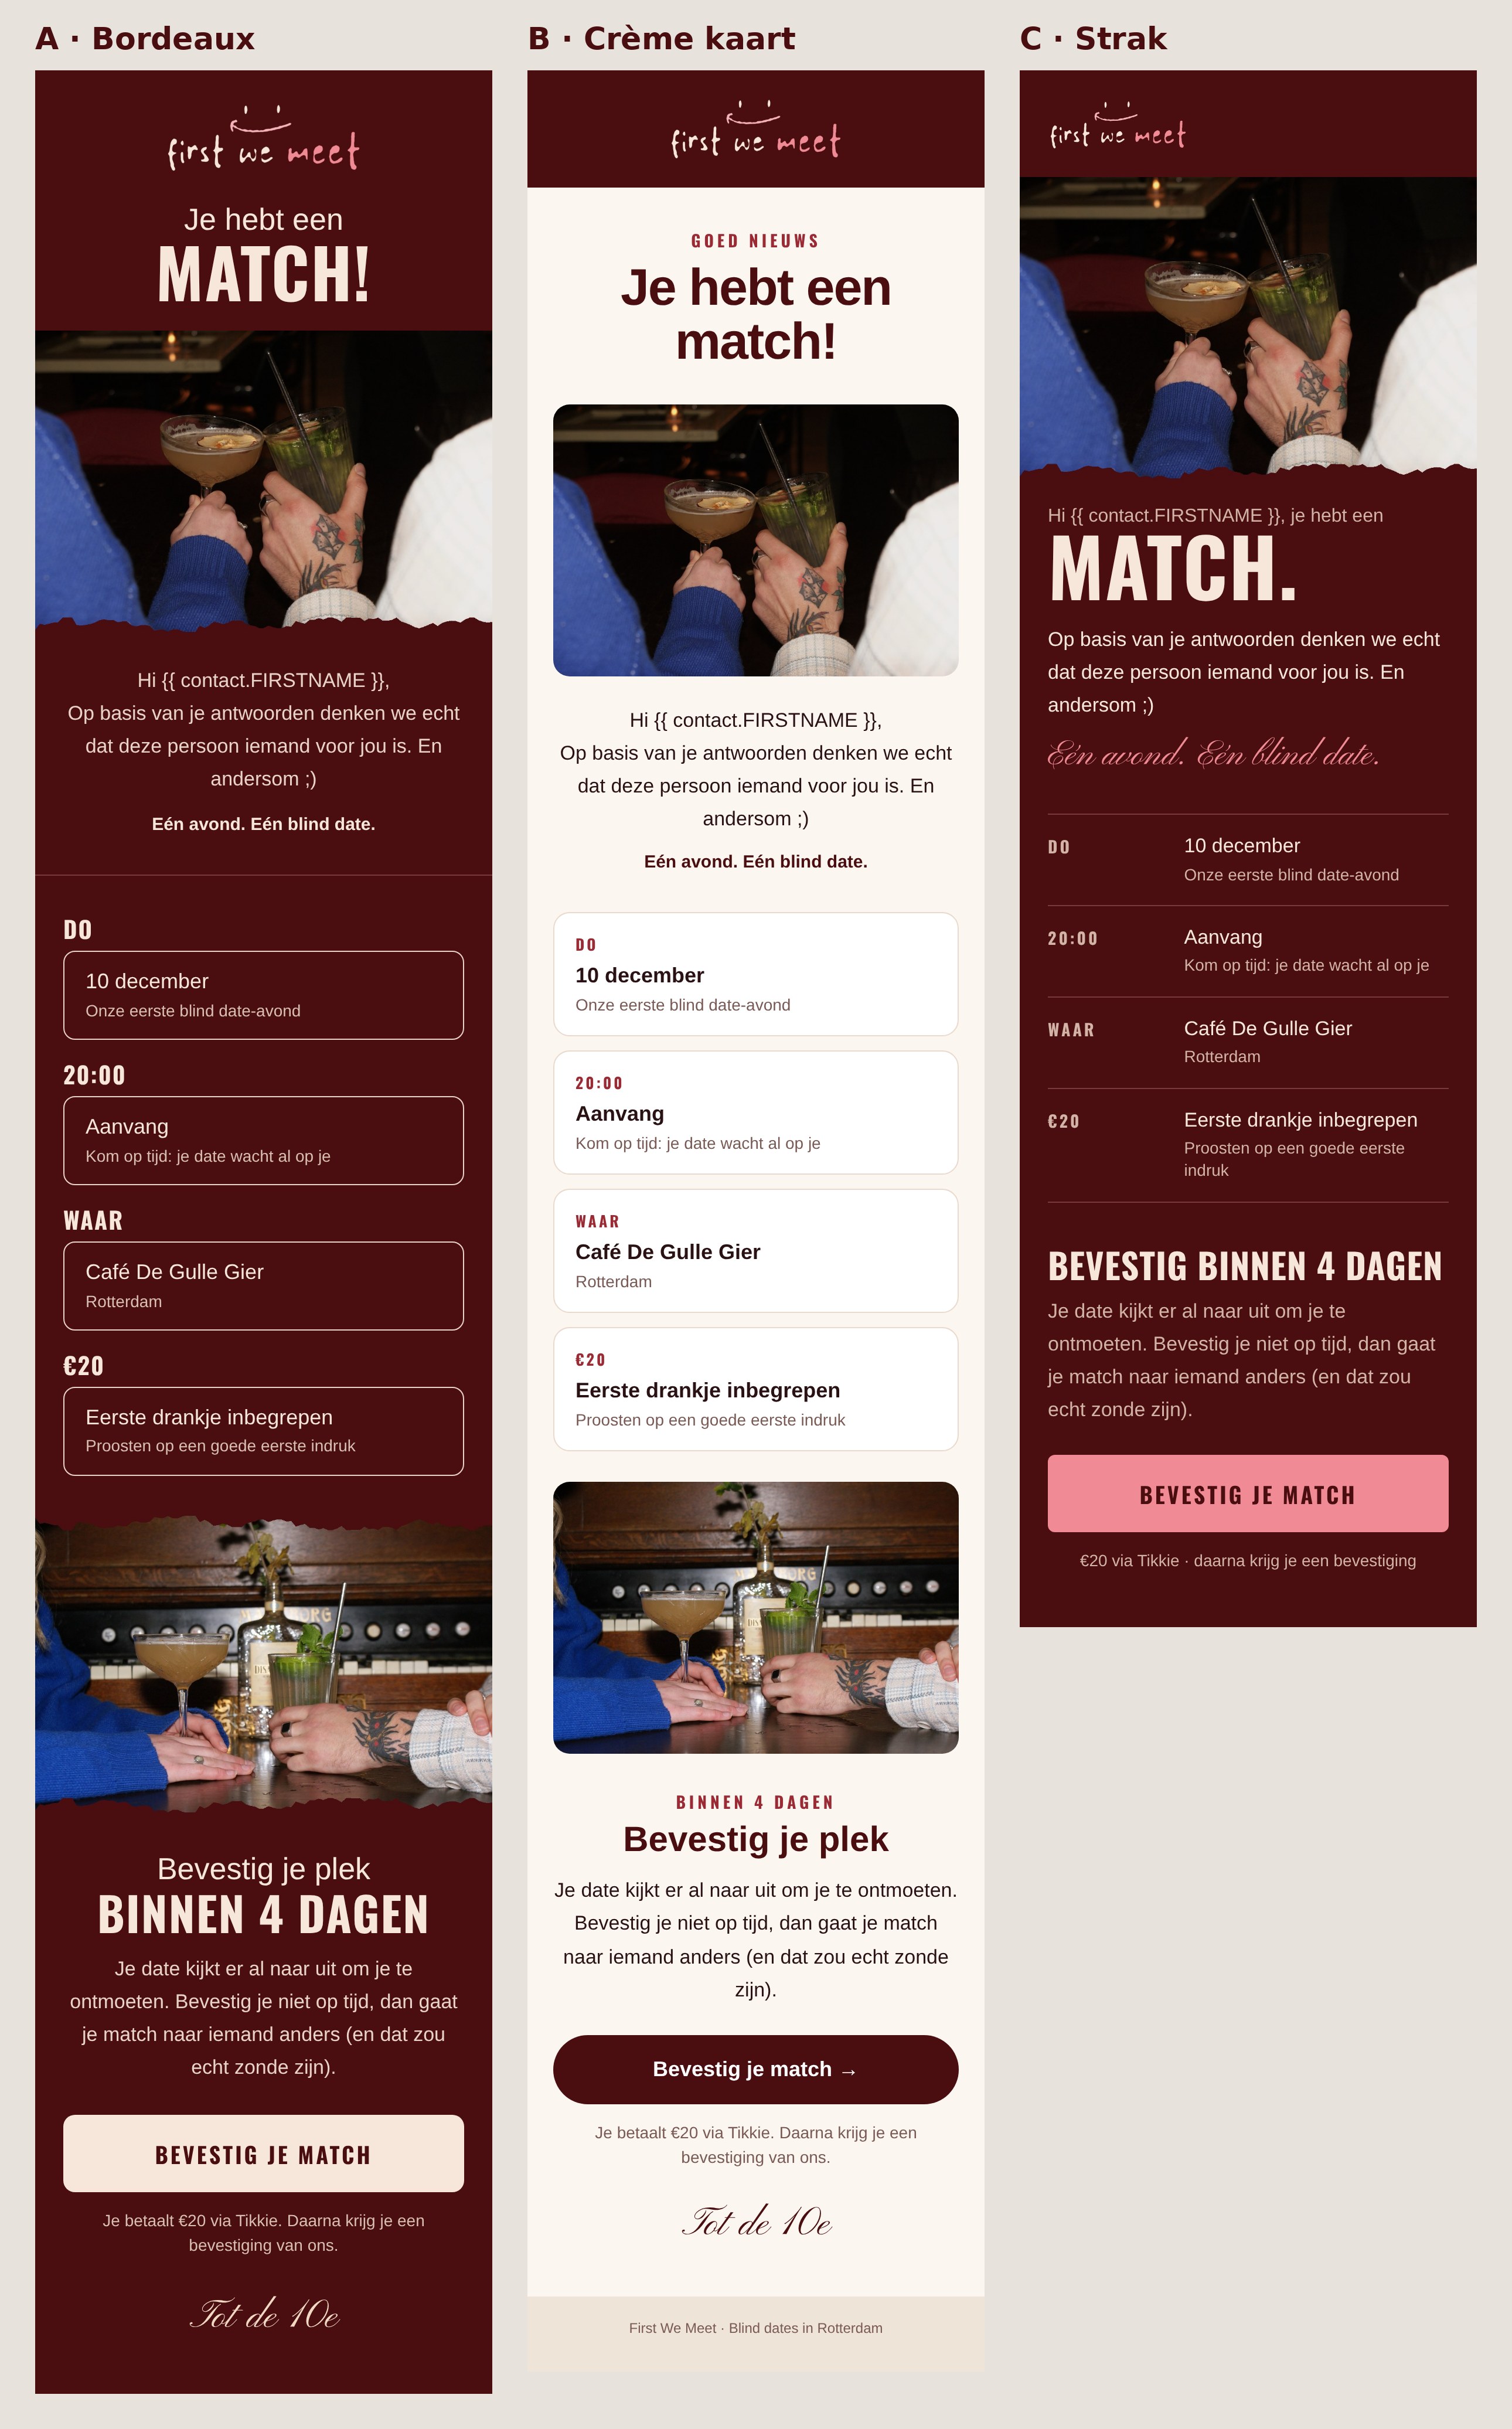 A · Bordeaux
first we meet
Je hebt een
MATCH!
Hi {{ contact.FIRSTNAME }},
Op basis van je antwoorden denken we echt
dat deze persoon iemand voor jou is. En
andersom ;)
Eén avond. Eén blind date.
DO
10 december
Onze eerste blind date-avond
20:00
Aanvang
Kom op tijd: je date wacht al op je
WAAR
Café De Gulle Gier
Rotterdam
€20
Eerste drankje inbegrepen
Proosten op een goede eerste indruk
Bevestig je plek
BINNEN 4 DAGEN
Je date kijkt er al naar uit om je te
ontmoeten. Bevestig je niet op tijd, dan gaat
je match naar iemand anders (en dat zou
echt zonde zijn).
BEVESTIG JE MATCH
Je betaalt €20 via Tikkie. Daarna krijg je een
bevestiging van ons.
Tot de 10e
B · Crème kaart
first we meet
GOED NIEUWS
Je hebt een
match!
Hi {{ contact.FIRSTNAME }},
Op basis van je antwoorden denken we echt
dat deze persoon iemand voor jou is. En
andersom ;)
Eén avond. Eén blind date.
DO
10 december
Onze eerste blind date-avond
20:00
Aanvang
Kom op tijd: je date wacht al op je
WAAR
Café De Gulle Gier
Rotterdam
€20
Eerste drankje inbegrepen
Proosten op een goede eerste indruk
BINNEN 4 DAGEN
Bevestig je plek
Je date kijkt er al naar uit om je te ontmoeten.
Bevestig je niet op tijd, dan gaat je match
naar iemand anders (en dat zou echt zonde
zijn).
Bevestig je match →
Je betaalt €20 via Tikkie. Daarna krijg je een
bevestiging van ons.
Tot de 10e
First We Meet · Blind dates in Rotterdam
C · Strak
first we meet
Hi {{ contact.FIRSTNAME }}, je hebt een
MATCH.
Op basis van je antwoorden denken we echt
dat deze persoon iemand voor jou is. En
andersom ;)
Eén avond. Eén blind date.
DO
10 december
Onze eerste blind date-avond
20:00
Aanvang
Kom op tijd: je date wacht al op je
WAAR
Café De Gulle Gier
Rotterdam
€20
Eerste drankje inbegrepen
Proosten op een goede eerste
indruk
BEVESTIG BINNEN 4 DAGEN
Je date kijkt er al naar uit om je te
ontmoeten. Bevestig je niet op tijd, dan gaat
je match naar iemand anders (en dat zou
echt zonde zijn).
BEVESTIG JE MATCH
€20 via Tikkie · daarna krijg je een bevestiging